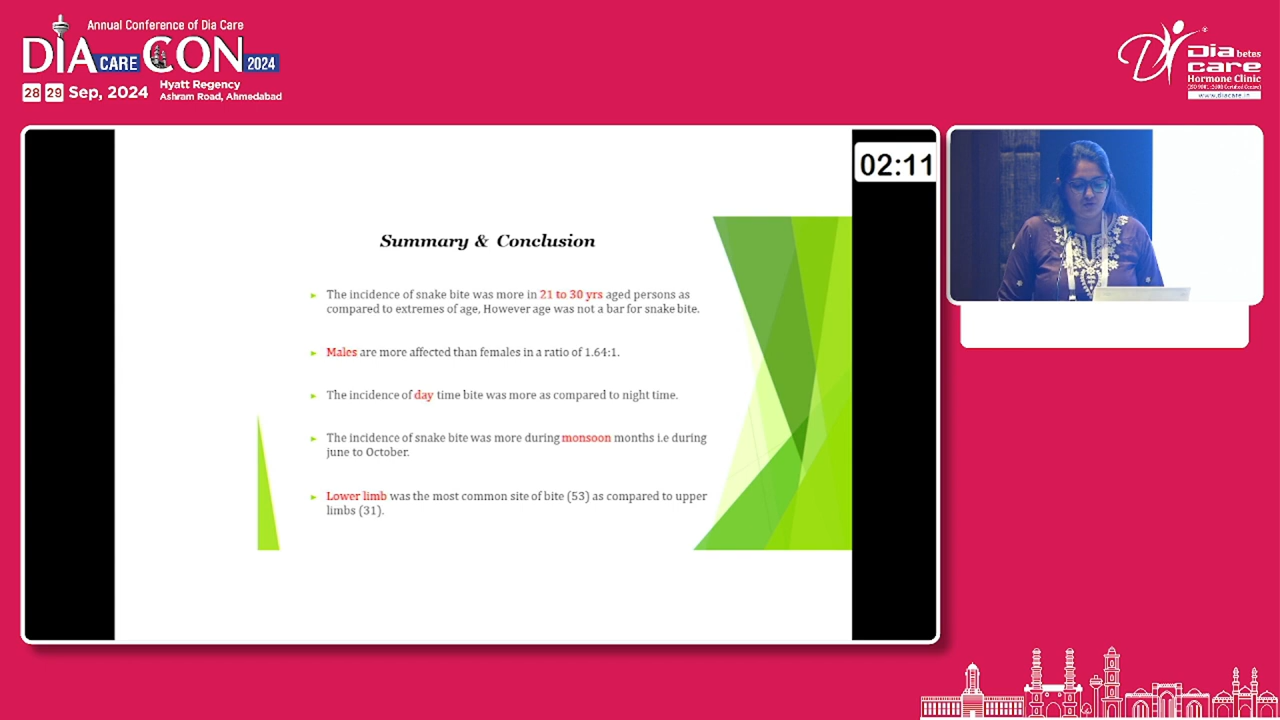 Annual Conference of Dia Care
DIA CARE CON 2024
28 29 Sep, 2024
Hyatt Regency
Ashram Road, Ahmedabad
Diabetes
care
Hormone Clinic
www.diacare.in
02:11
Summary & Conclusion
The incidence of snake bite was more in 21 to 30 yrs aged persons as
compared to extremes of age, However age was not a bar for snake bite.
Males are more affected than females in a ratio of 1.64:1.
The incidence of day time bite was more as compared to night time.
The incidence of snake bite was more during monsoon months i.e during
june to October.
Lower limb was the most common site of bite (53) as compared to upper
limbs (31).